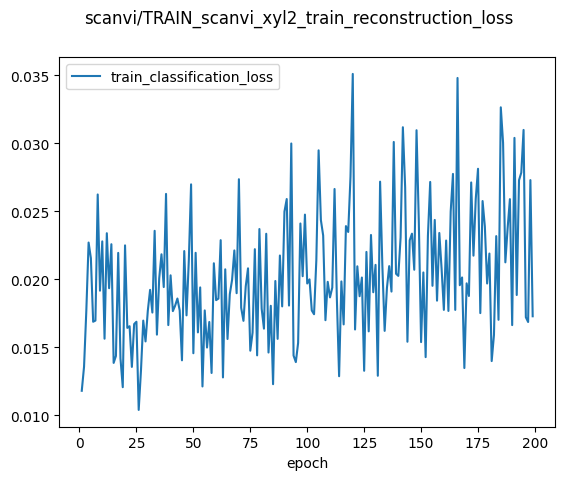 scanvi/TRAIN_scanvi_xyl2_train_reconstruction_loss
train_classification_loss
0.035
0.030
0.025
0.020
0.015
0.010
0 25 50 75 100 125 150 175 200
epoch